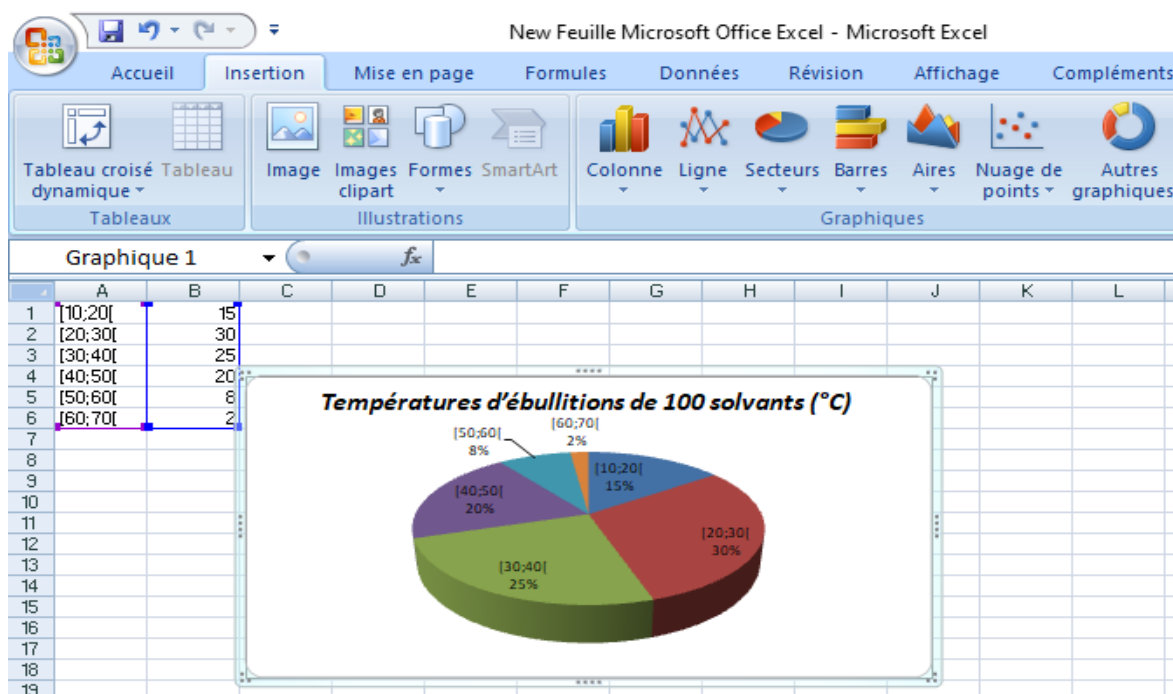 New Feuille Microsoft Office Excel - Microsoft Excel
Accueil Insertion Mise en page Formules Données Révision Affichage Compléments
Tableau croisé dynamique
Tableau
Image
Images clipart
Formes
SmartArt
Colonne
Ligne
Secteurs
Barres
Aires
Nuage de points
Autres graphiques
Tableaux Illustrations Graphiques
Graphique 1 fx
A B C D E F G H I J K L
1 [10;20[ 15
2 [20;30[ 30
3 [30;40[ 25
4 [40;50[ 20
5 [50;60[ 8
6 [60;70[ 2
7
8
9
10
11
12
13
14
15
16
17
18
19
Températures d’ébullitions de 100 solvants (°C)
[60;70[
2%
[50;60[
8%
[10;20[
15%
[40;50[
20%
[20;30[
30%
[30;40[
25%